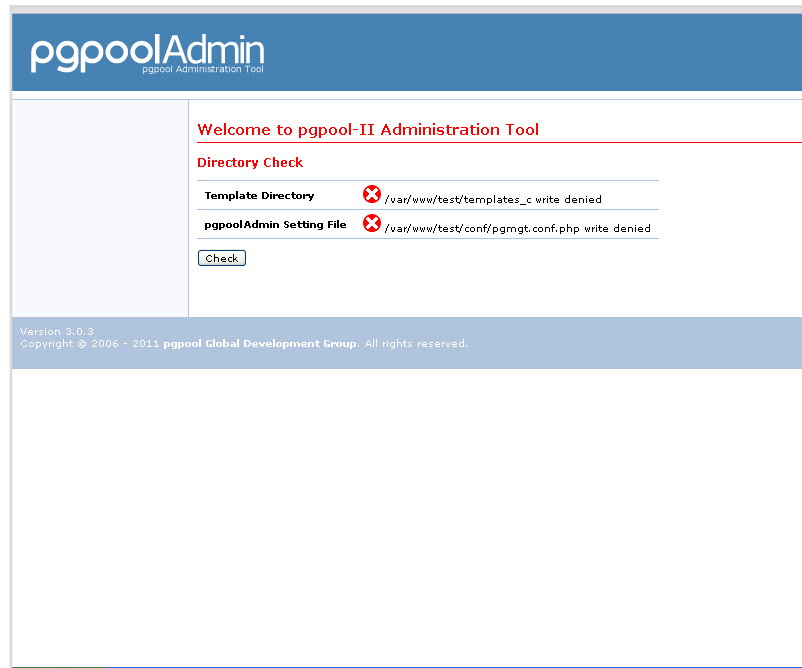 pgpoolAdmin
pgpool Administration Tool
Welcome to pgpool-II Administration Tool
Directory Check
Template Directory /var/www/test/templates_c write denied
pgpoolAdmin Setting File /var/www/test/conf/pgmgt.conf.php write denied
Check
Version 3.0.3
Copyright © 2006 - 2011 pgpool Global Development Group. All rights reserved.